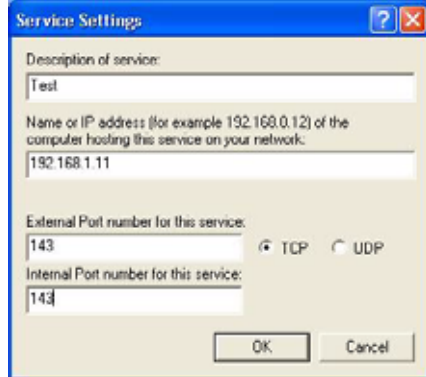 Service Settings
Description of service:
Test
Name or IP address (for example 192.168.0.12) of the
computer hosting this service on your network:
192.168.1.11
External Port number for this service:
143
TCP UDP
Internal Port number for this service:
143
OK Cancel